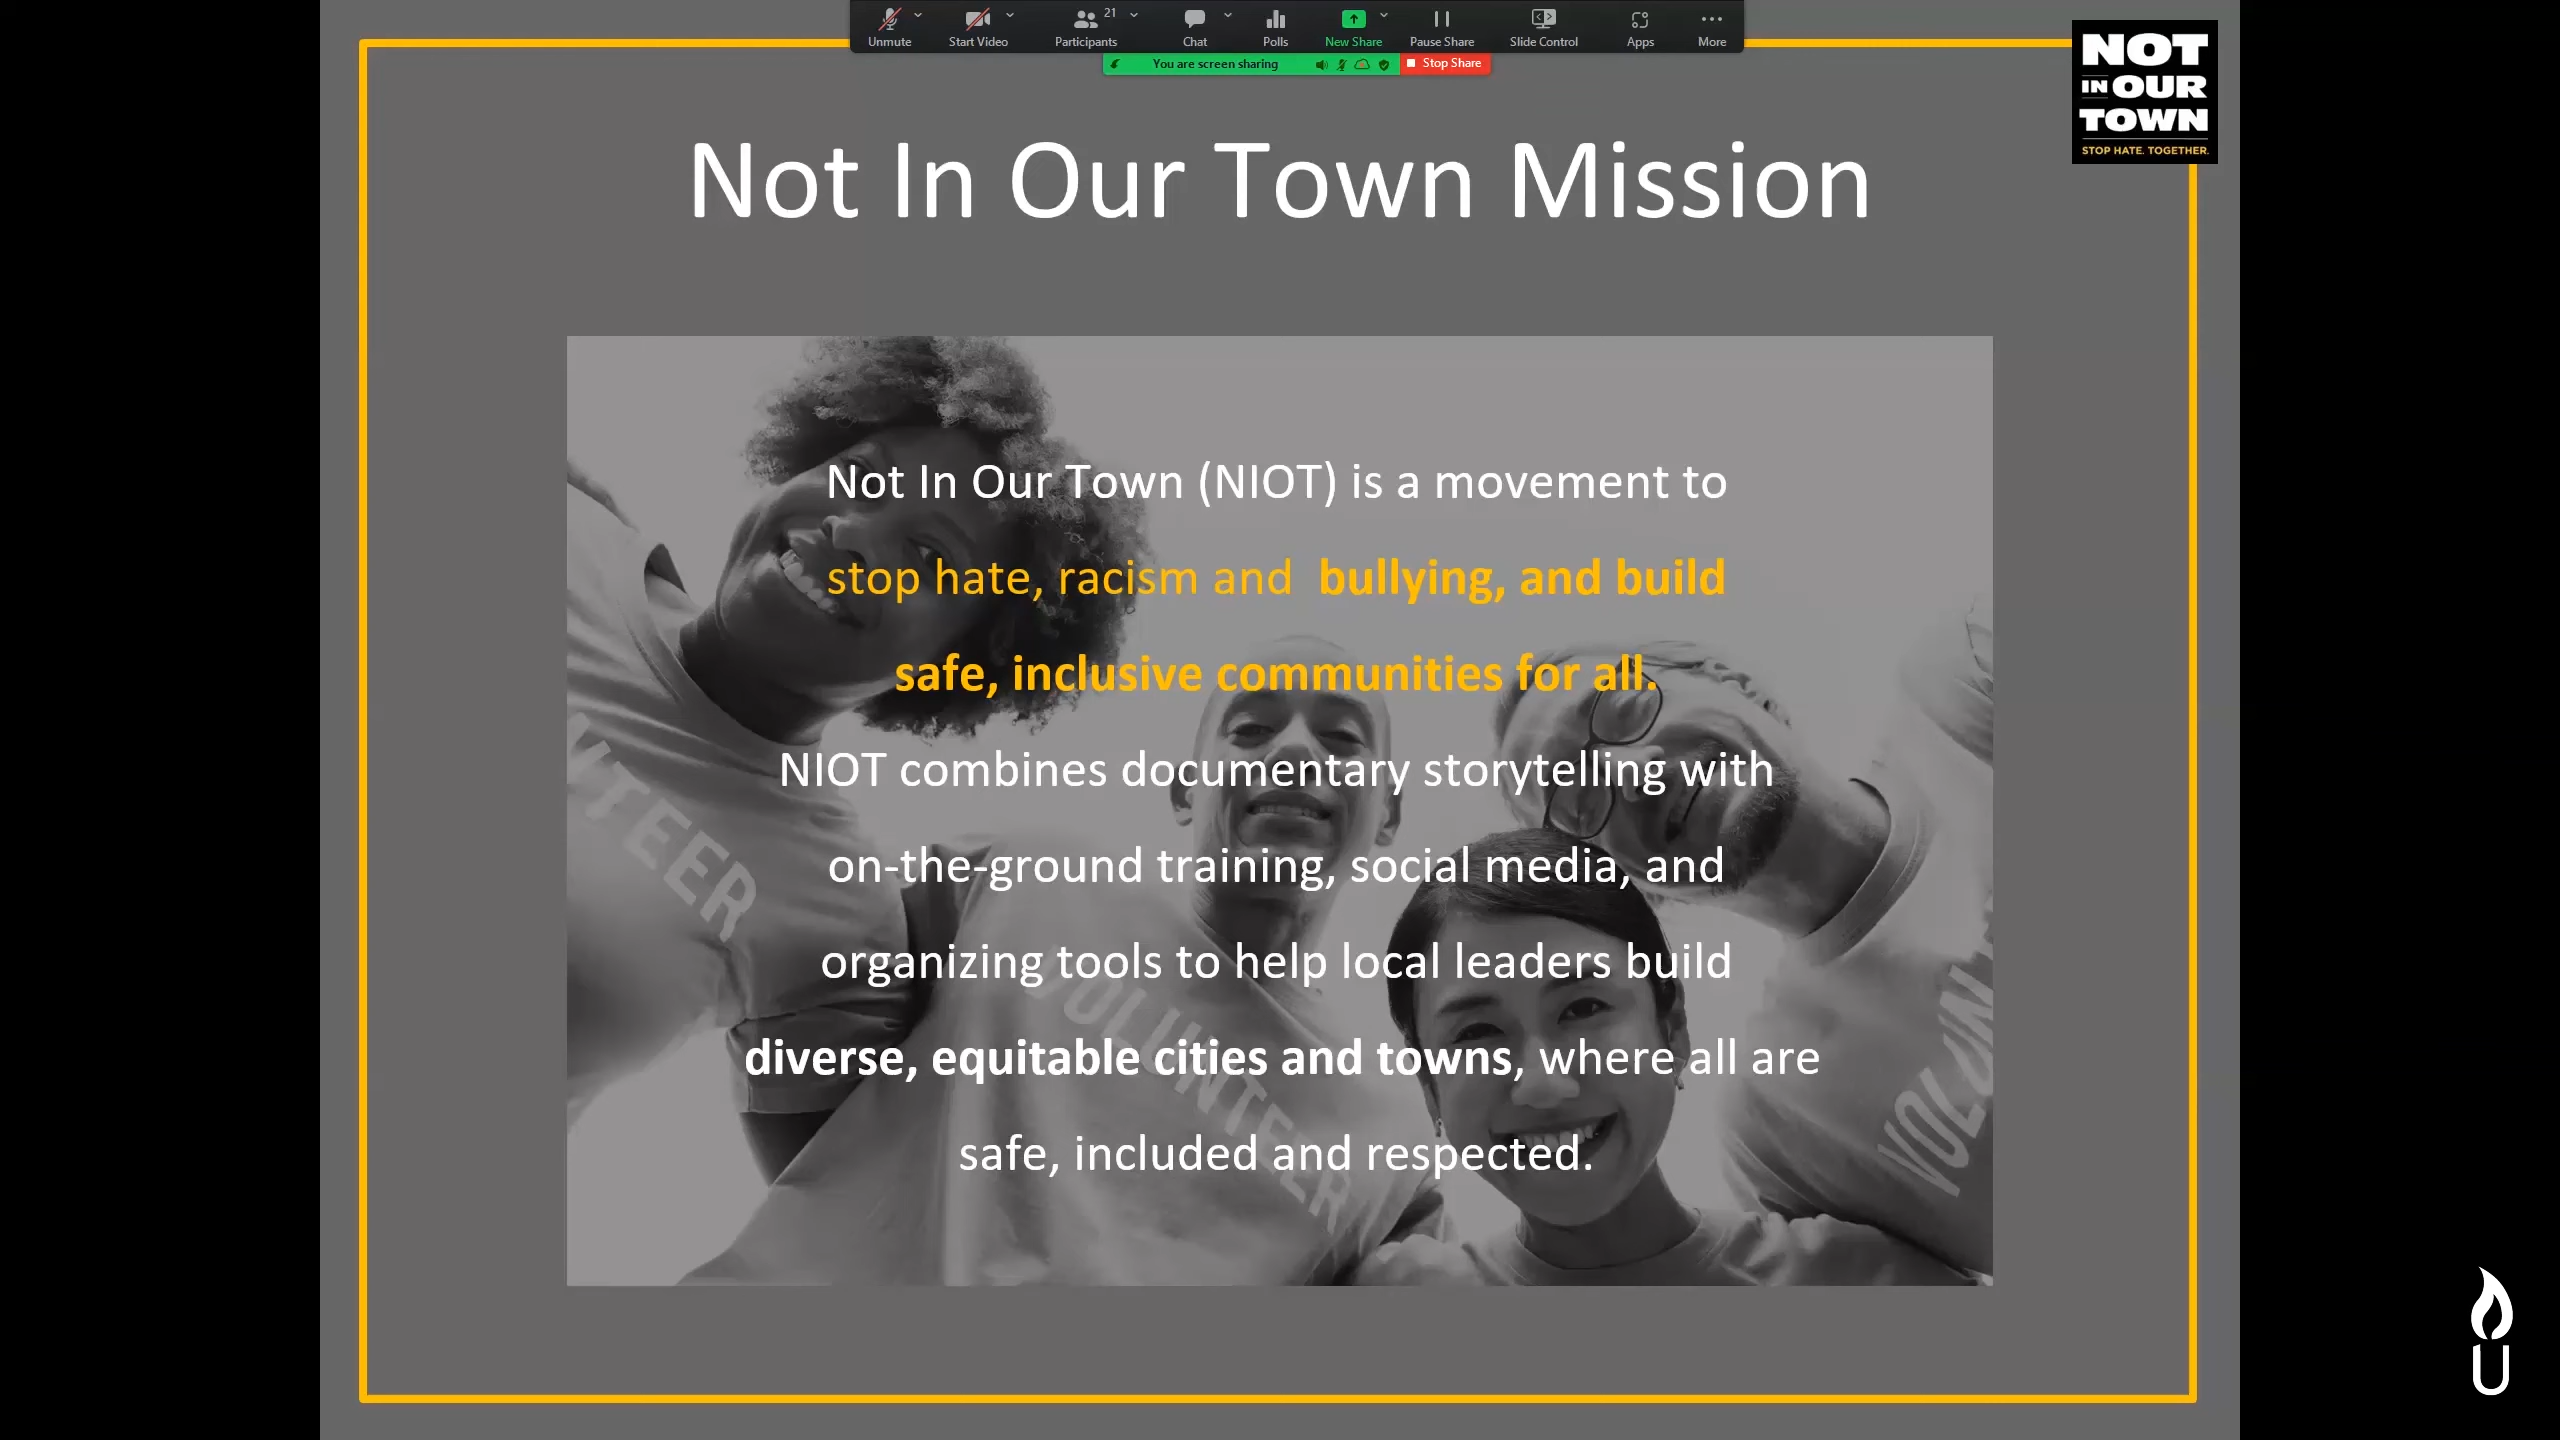 Unmute
Start Video
Participants
21
Chat
Polls
New Share
Pause Share
Slide Control
Apps
More
You are screen sharing
Stop Share
NOT
IN OUR
TOWN
STOP HATE. TOGETHER.
Not In Our Town Mission
Not In Our Town (NIOT) is a movement to
stop hate, racism and bullying, and build
safe, inclusive communities for all.
NIOT combines documentary storytelling with
on-the-ground training, social media, and
organizing tools to help local leaders build
diverse, equitable cities and towns, where all are
safe, included and respected.
NTEER
VOLUNTEER
VOLUN
U